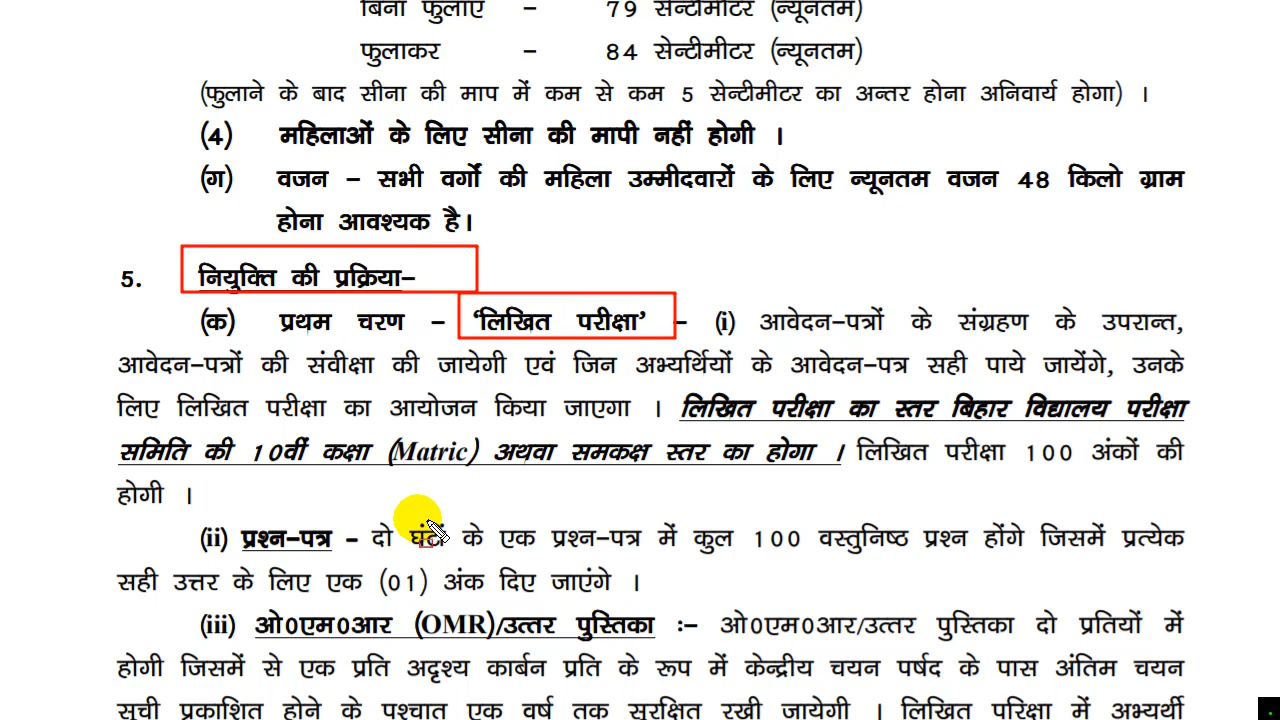 बिना फुलाए – 79 सेन्टीमीटर (न्यूनतम)
फुलाकर – 84 सेन्टीमीटर (न्यूनतम)
(फुलाने के बाद सीना की माप में कम से कम 5 सेन्टीमीटर का अन्तर होना अनिवार्य होगा) ।
(4) महिलाओं के लिए सीना की मापी नहीं होगी ।
(ग) वजन – सभी वर्गों की महिला उम्मीदवारों के लिए न्यूनतम वजन 48 किलो ग्राम
होना आवश्यक है।
5. नियुक्ति की प्रक्रिया–
(क) प्रथम चरण – ‘लिखित परीक्षा’ – (i) आवेदन–पत्रों के संग्रहण के उपरान्त,
आवेदन–पत्रों की संवीक्षा की जायेगी एवं जिन अभ्यर्थियों के आवेदन–पत्र सही पाये जायेंगे, उनके
लिए लिखित परीक्षा का आयोजन किया जाएगा । लिखित परीक्षा का स्तर बिहार विद्यालय परीक्षा
समिति की 10वीं कक्षा (Matric) अथवा समकक्ष स्तर का होगा । लिखित परीक्षा 100 अंकों की
होगी ।
(ii) प्रश्न–पत्र – दो घंटों के एक प्रश्न–पत्र में कुल 100 वस्तुनिष्ठ प्रश्न होंगे जिसमें प्रत्येक
सही उत्तर के लिए एक (01) अंक दिए जाएंगे ।
(iii) ओ0एम0आर (OMR)/उत्तर पुस्तिका :– ओ0एम0आर/उत्तर पुस्तिका दो प्रतियों में
होगी जिसमें से एक प्रति अदृश्य कार्बन प्रति के रूप में केन्द्रीय चयन पर्षद के पास अंतिम चयन
सूची प्रकाशित होने के पश्चात एक वर्ष तक सुरक्षित रखी जायेगी । लिखित परिक्षा में अभ्यर्थी